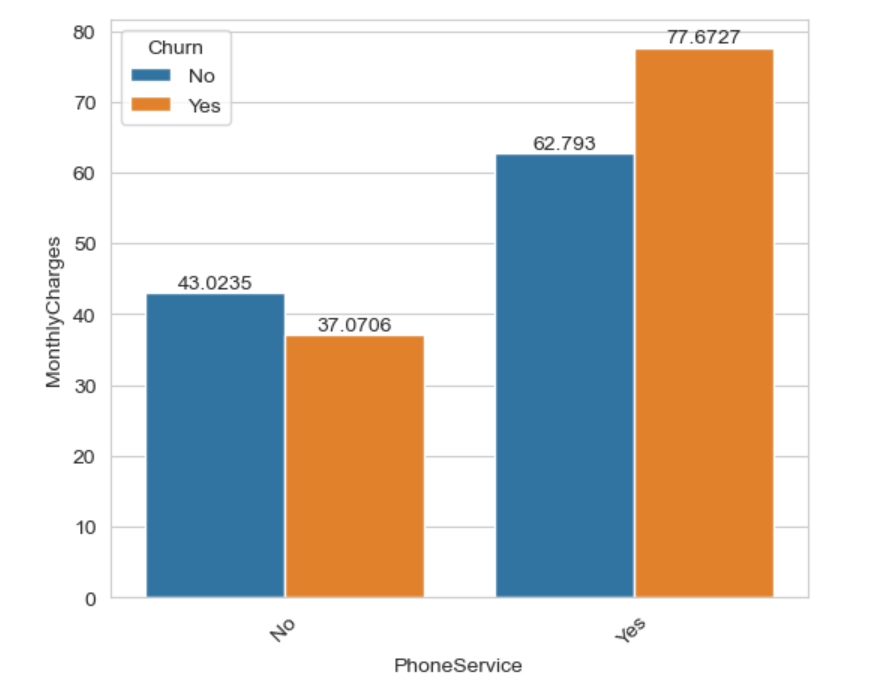 Churn
No
Yes
80
70
60
50
40
30
20
10
0
MonthlyCharges
43.0235
37.0706
62.793
77.6727
No
Yes
PhoneService